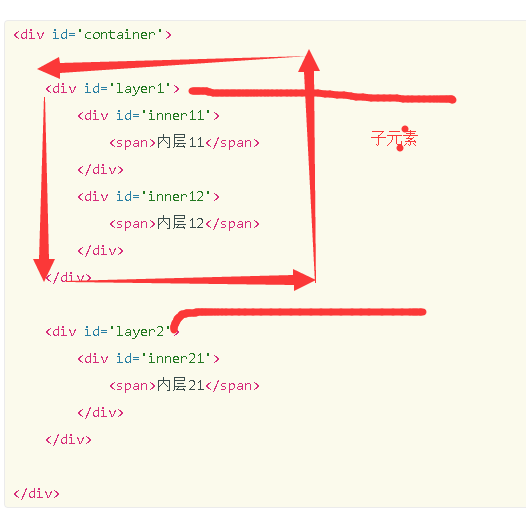 <div id='container'>
<div id='layer1'>
<div id='inner11'>
<span>内层11</span>
</div>
子元素
<div id='inner12'>
<span>内层12</span>
</div>
</div>
<div id='layer2'>
<div id='inner21'>
<span>内层21</span>
</div>
</div>
</div>